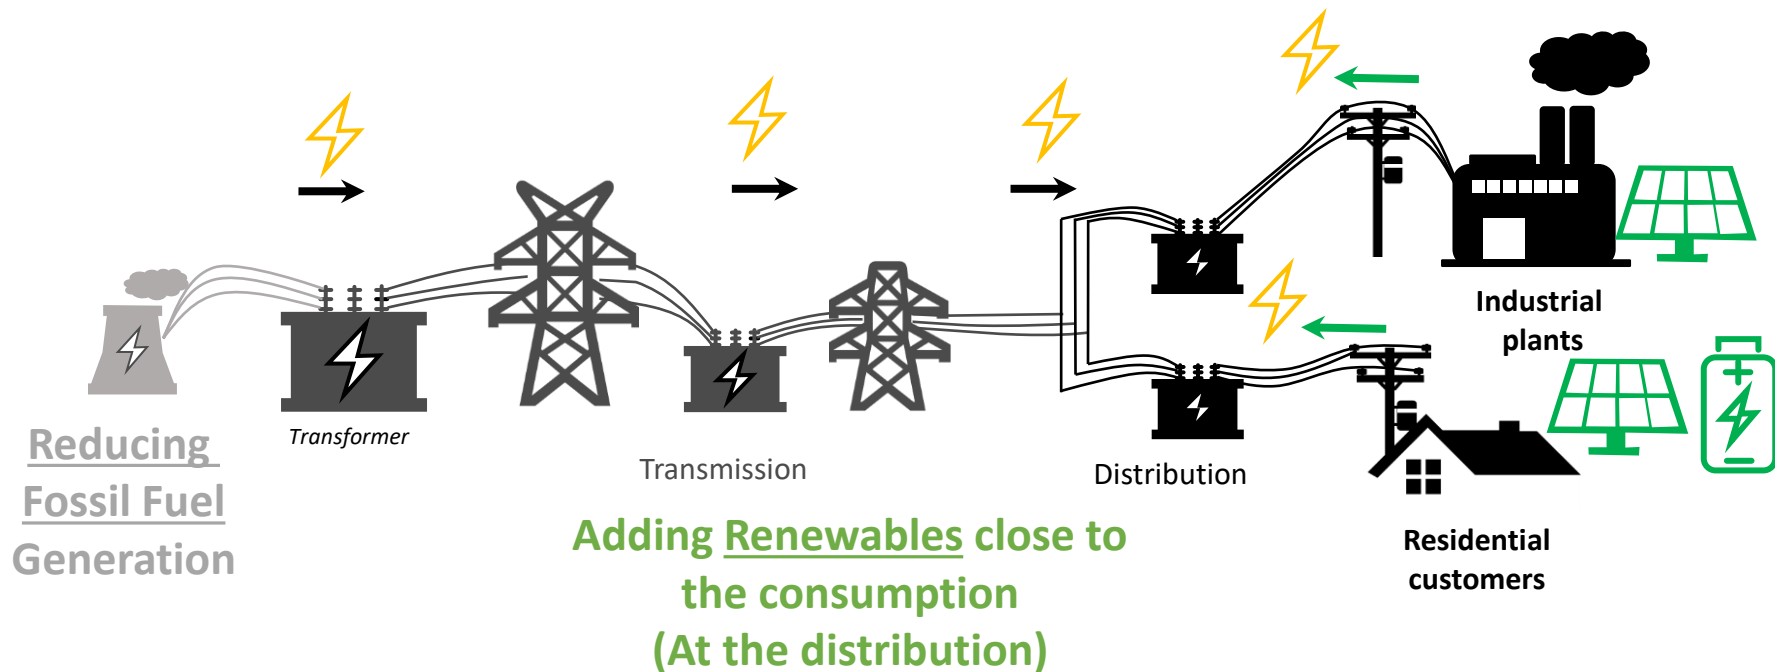 Reducing
Fossil Fuel
Generation
Transformer
Transmission
Adding Renewables close to
the consumption
(At the distribution)
Distribution
Industrial
plants
Residential
customers